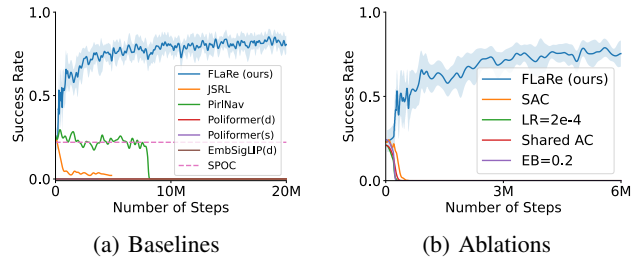 1.0
0.5
0.0
Success Rate
FLaRe (ours)
JSRL
PirlNav
Poliformer(d)
Poliformer(s)
EmbSigLIP(d)
SPOC
0
10M
20M
Number of Steps
(a) Baselines
1.0
0.5
0.0
Success Rate
FLaRe (ours)
SAC
LR=2e-4
Shared AC
EB=0.2
0
3M
6M
Number of Steps
(b) Ablations